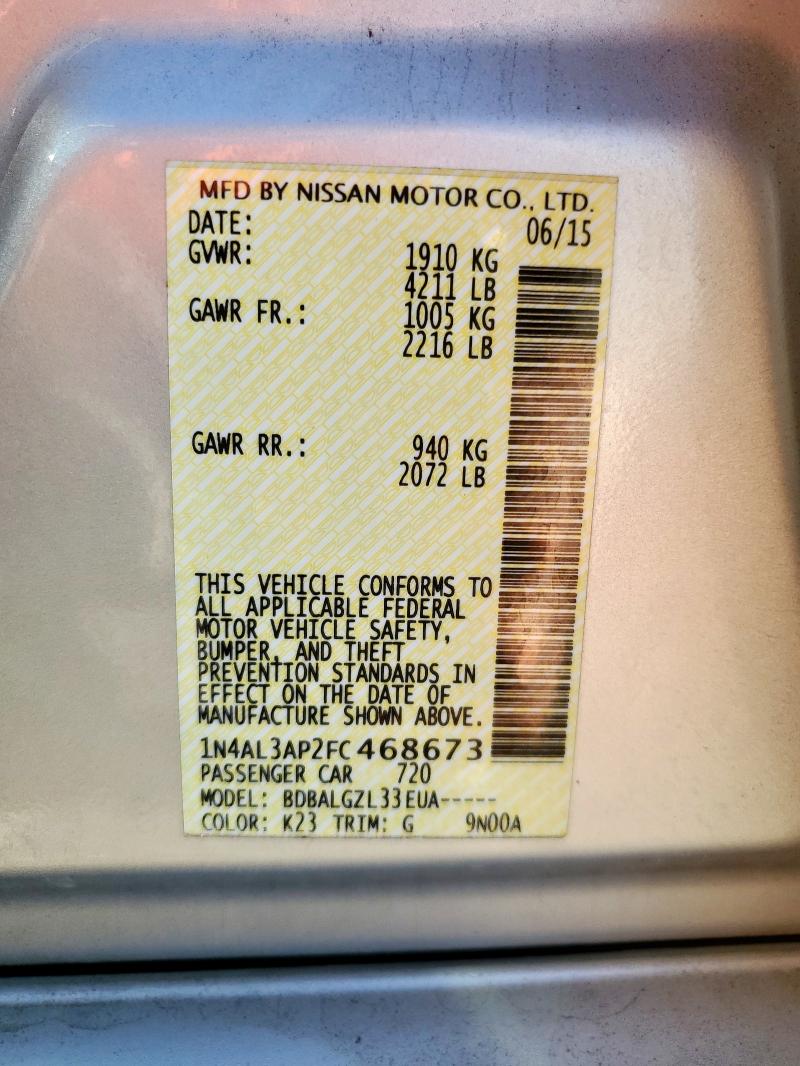 MFD BY NISSAN MOTOR CO., LTD.
DATE: 06/15
GVWR: 1910 KG
4211 LB
GAWR FR.: 1005 KG
2216 LB
GAWR RR.: 940 KG
2072 LB
THIS VEHICLE CONFORMS TO
ALL APPLICABLE FEDERAL
MOTOR VEHICLE SAFETY,
BUMPER, AND THEFT
PREVENTION STANDARDS IN
EFFECT ON THE DATE OF
MANUFACTURE SHOWN ABOVE.
1N4AL3AP2FC468673
PASSENGER CAR 720
MODEL: BDBALGZL33EUA-----
COLOR: K23 TRIM: G 9N00A